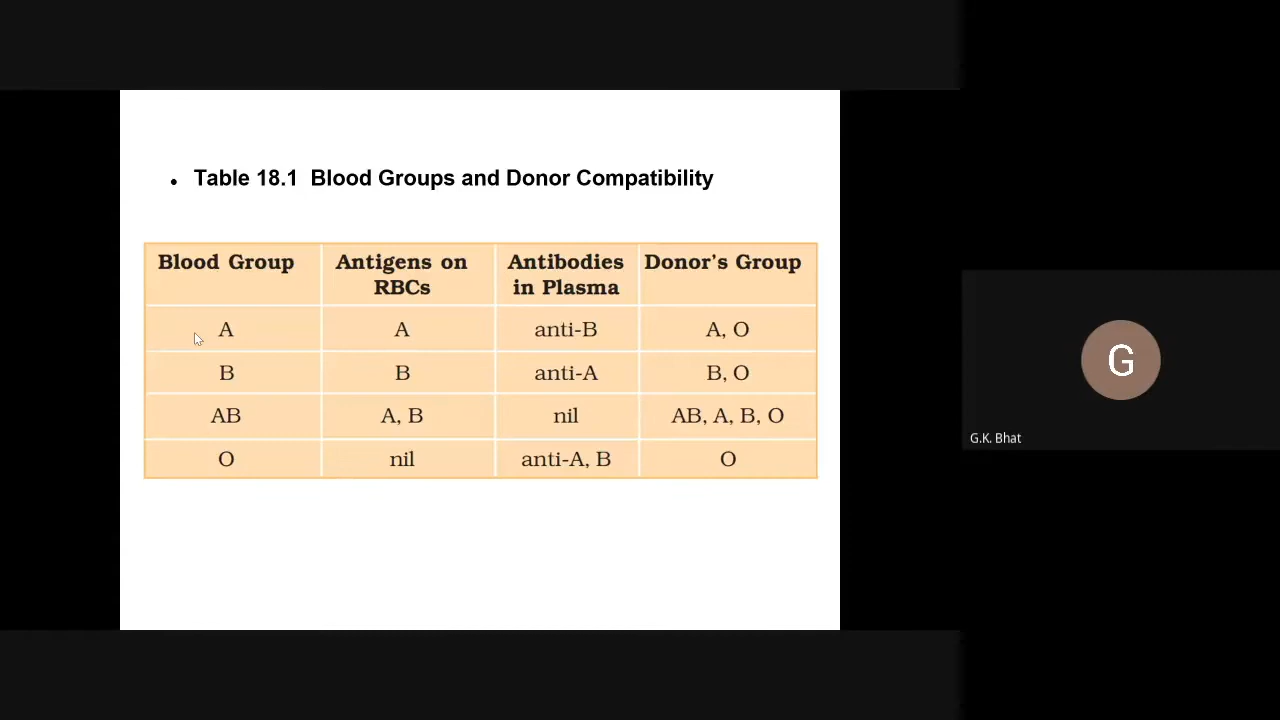 • Table 18.1 Blood Groups and Donor Compatibility
Blood Group Antigens on RBCs Antibodies in Plasma Donor's Group
A A anti-B A, O
B B anti-A B, O
AB A, B nil AB, A, B, O
O nil anti-A, B O
G
G.K. Bhat